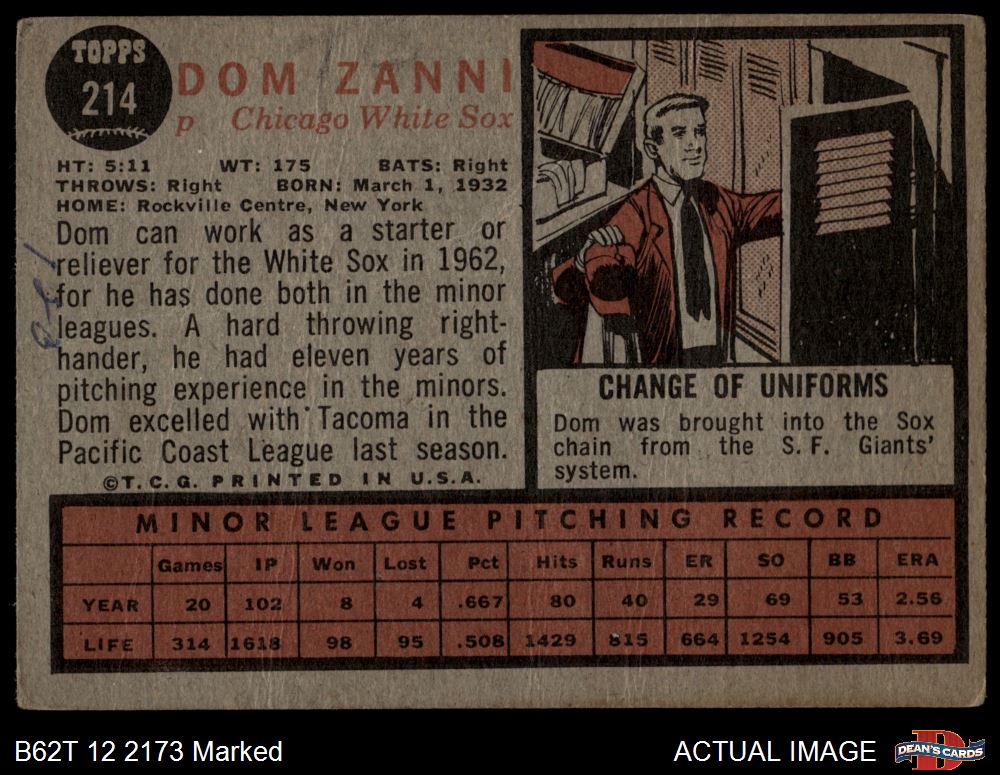 TOPPS
214
DOM ZANNI
p Chicago White Sox
HT: 5:11 WT: 175 BATS: Right
THROWS: Right BORN: March 1, 1932
HOME: Rockville Centre, New York
Dom can work as a starter or
reliever for the White Sox in 1962,
for he has done both in the minor
leagues. A hard throwing right-
hander, he had eleven years of
pitching experience in the minors.
Dom excelled with Tacoma in the
Pacific Coast League last season.
©T.C.G. PRINTED IN U.S.A.
CHANGE OF UNIFORMS
Dom was brought into the Sox
chain from the S. F. Giants'
system.
MINOR LEAGUE PITCHING RECORD
Games IP Won Lost Pct Hits Runs ER SO BB ERA
YEAR 20 102 8 4 .667 80 40 29 69 53 2.56
LIFE 314 1618 98 95 .508 1429 815 664 1254 905 3.69
B62T 12 2173 Marked
ACTUAL IMAGE
DEAN'S CARDS